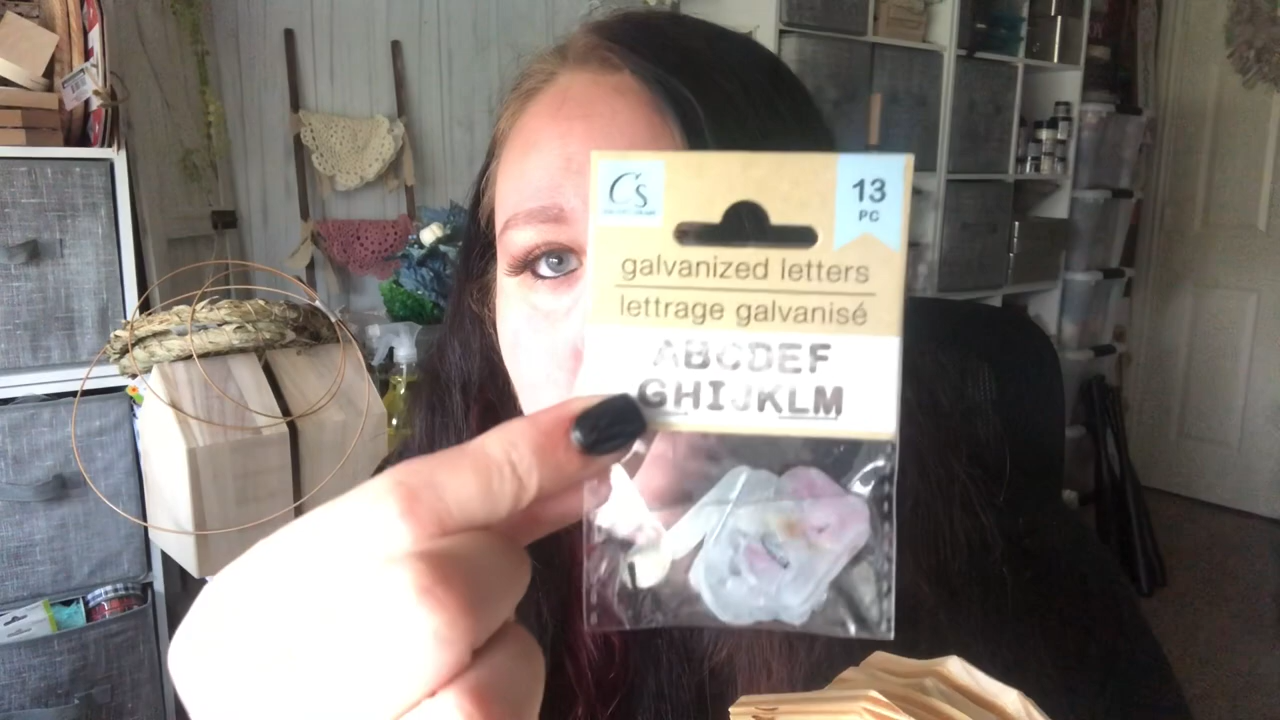 Cs
13
PC
galvanized letters
lettrage galvanisé
ABCDEF
GHIJKLM